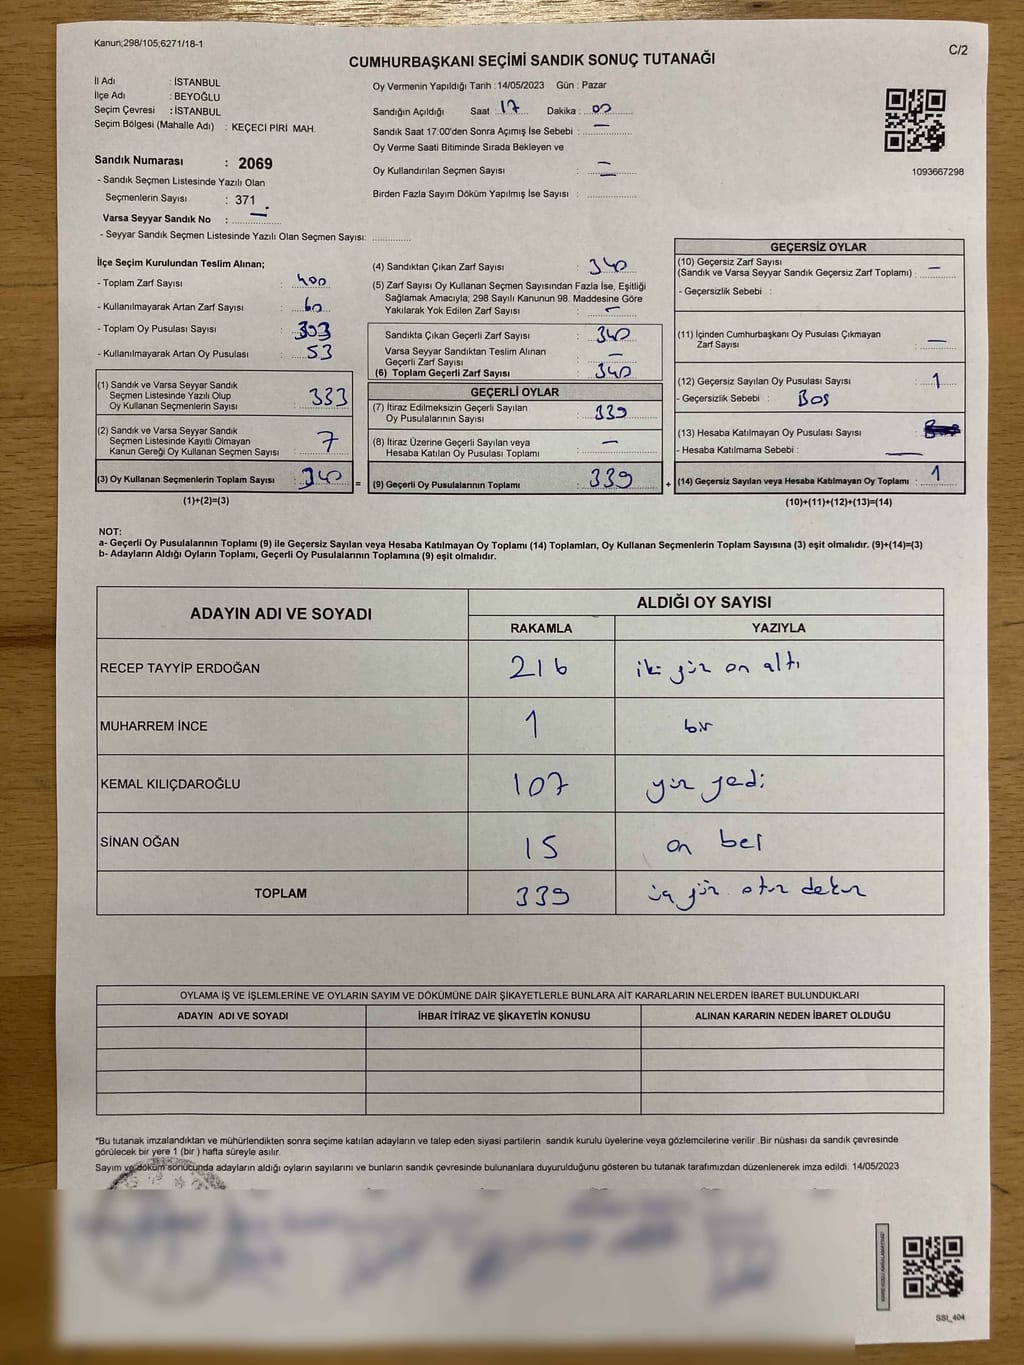 Kanun;298/105;6271/18-1
C/2
CUMHURBAŞKANI SEÇİMİ SANDIK SONUÇ TUTANAĞI
İl Adı : İSTANBUL
İlçe Adı : BEYOĞLU
Seçim Çevresi : İSTANBUL
Seçim Bölgesi (Mahalle Adı) : KEÇECİ PİRİ MAH.
Sandık Numarası : 2069
- Sandık Seçmen Listesinde Yazılı Olan
Seçmenlerin Sayısı : 371
Varsa Seyyar Sandık No : —
- Seyyar Sandık Seçmen Listesinde Yazılı Olan Seçmen Sayısı:
Oy Vermenin Yapıldığı Tarih :14/05/2023 Gün : Pazar
Sandığın Açıldığı Saat 17 Dakika : 00
Sandık Saat 17:00'den Sonra Açımış İse Sebebi : —
Oy Verme Saati Bitiminde Sırada Bekleyen ve
Oy Kullandırılan Seçmen Sayısı : —
Birden Fazla Sayım Döküm Yapılmış İse Sayısı :
1093667298
İlçe Seçim Kurulundan Teslim Alınan;
- Toplam Zarf Sayısı : 400
- Kullanılmayarak Artan Zarf Sayısı : 60
- Toplam Oy Pusulası Sayısı : 393
- Kullanılmayarak Artan Oy Pusulası : 53
(1) Sandık ve Varsa Seyyar Sandık
Seçmen Listesinde Yazılı Olup
Oy Kullanan Seçmenlerin Sayısı : 333
(2) Sandık ve Varsa Seyyar Sandık
Seçmen Listesinde Kayıtlı Olmayan
Kanun Gereği Oy Kullanan Seçmen Sayısı : 7
(3) Oy Kullanan Seçmenlerin Toplam Sayısı : 340 =
(1)+(2)=(3)
(4) Sandıktan Çıkan Zarf Sayısı : 340
(5) Zarf Sayısı Oy Kullanan Seçmen Sayısından Fazla İse, Eşitliği
Sağlamak Amacıyla; 298 Sayılı Kanunun 98. Maddesine Göre
Yakılarak Yok Edilen Zarf Sayısı : —
Sandıkta Çıkan Geçerli Zarf Sayısı : 340
Varsa Seyyar Sandıktan Teslim Alınan
Geçerli Zarf Sayısı : —
(6) Toplam Geçerli Zarf Sayısı : 340
GEÇERLİ OYLAR
(7) İtiraz Edilmeksizin Geçerli Sayılan
Oy Pusulalarının Sayısı : 339
(8) İtiraz Üzerine Geçerli Sayılan veya
Hesaba Katılan Oy Pusulası Toplamı : —
(9) Geçerli Oy Pusulalarının Toplamı : 339 +
GEÇERSİZ OYLAR
(10) Geçersiz Zarf Sayısı
(Sandık ve Varsa Seyyar Sandık Geçersiz Zarf Toplamı) : —
- Geçersizlik Sebebi :
(11) İçinden Cumhurbaşkanı Oy Pusulası Çıkmayan
Zarf Sayısı : —
(12) Geçersiz Sayılan Oy Pusulası Sayısı : 1
- Geçersizlik Sebebi : Boş
(13) Hesaba Katılmayan Oy Pusulası Sayısı :
- Hesaba Katılmama Sebebi : —
(14) Geçersiz Sayılan veya Hesaba Katılmayan Oy Toplamı : 1
(10)+(11)+(12)+(13)=(14)
NOT:
a- Geçerli Oy Pusulalarının Toplamı (9) ile Geçersiz Sayılan veya Hesaba Katılmayan Oy Toplamı (14) Toplamları, Oy Kullanan Seçmenlerin Toplam Sayısına (3) eşit olmalıdır. (9)+(14)=(3)
b- Adayların Aldığı Oyların Toplamı, Geçerli Oy Pusulalarının Toplamına (9) eşit olmalıdır.
ADAYIN ADI VE SOYADI
ALDIĞI OY SAYISI
RAKAMLA YAZIYLA
RECEP TAYYİP ERDOĞAN 216 iki yüz on altı
MUHARREM İNCE 1 bir
KEMAL KILIÇDAROĞLU 107 yüz yedi
SİNAN OĞAN 15 on beş
TOPLAM 339 üç yüz otuz dokuz
OYLAMA İŞ VE İŞLEMLERİNE VE OYLARIN SAYIM VE DÖKÜMÜNE DAİR ŞİKAYETLERLE BUNLARA AİT KARARLARIN NELERDEN İBARET BULUNDUKLARI
ADAYIN ADI VE SOYADI İHBAR İTİRAZ VE ŞİKAYETİN KONUSU ALINAN KARARIN NEDEN İBARET OLDUĞU
*Bu tutanak imzalandıktan ve mühürlendikten sonra seçime katılan adayların ve talep eden siyasi partilerin sandık kurulu üyelerine veya gözlemcilerine verilir .Bir nüshası da sandık çevresinde
görülecek bir yere 1 (bir ) hafta süreyle asılır.
Sayım ve döküm sonucunda adayların aldığı oyların sayılarını ve bunların sandık çevresinde bulunanlara duyurulduğunu gösteren bu tutanak tarafımızdan düzenlenerek imza edildi. 14/05/2023
SSI_404